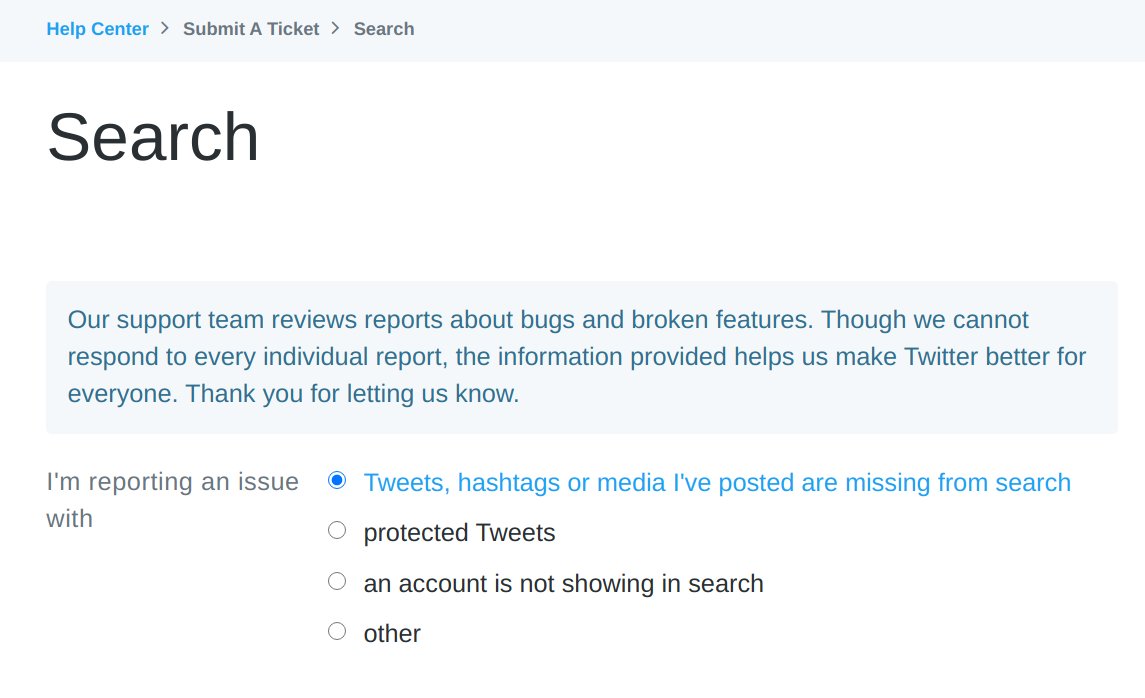 Help Center > Submit A Ticket > Search
Search
Our support team reviews reports about bugs and broken features. Though we cannot
respond to every individual report, the information provided helps us make Twitter better for
everyone. Thank you for letting us know.
I'm reporting an issue
with
Tweets, hashtags or media I've posted are missing from search
protected Tweets
an account is not showing in search
other